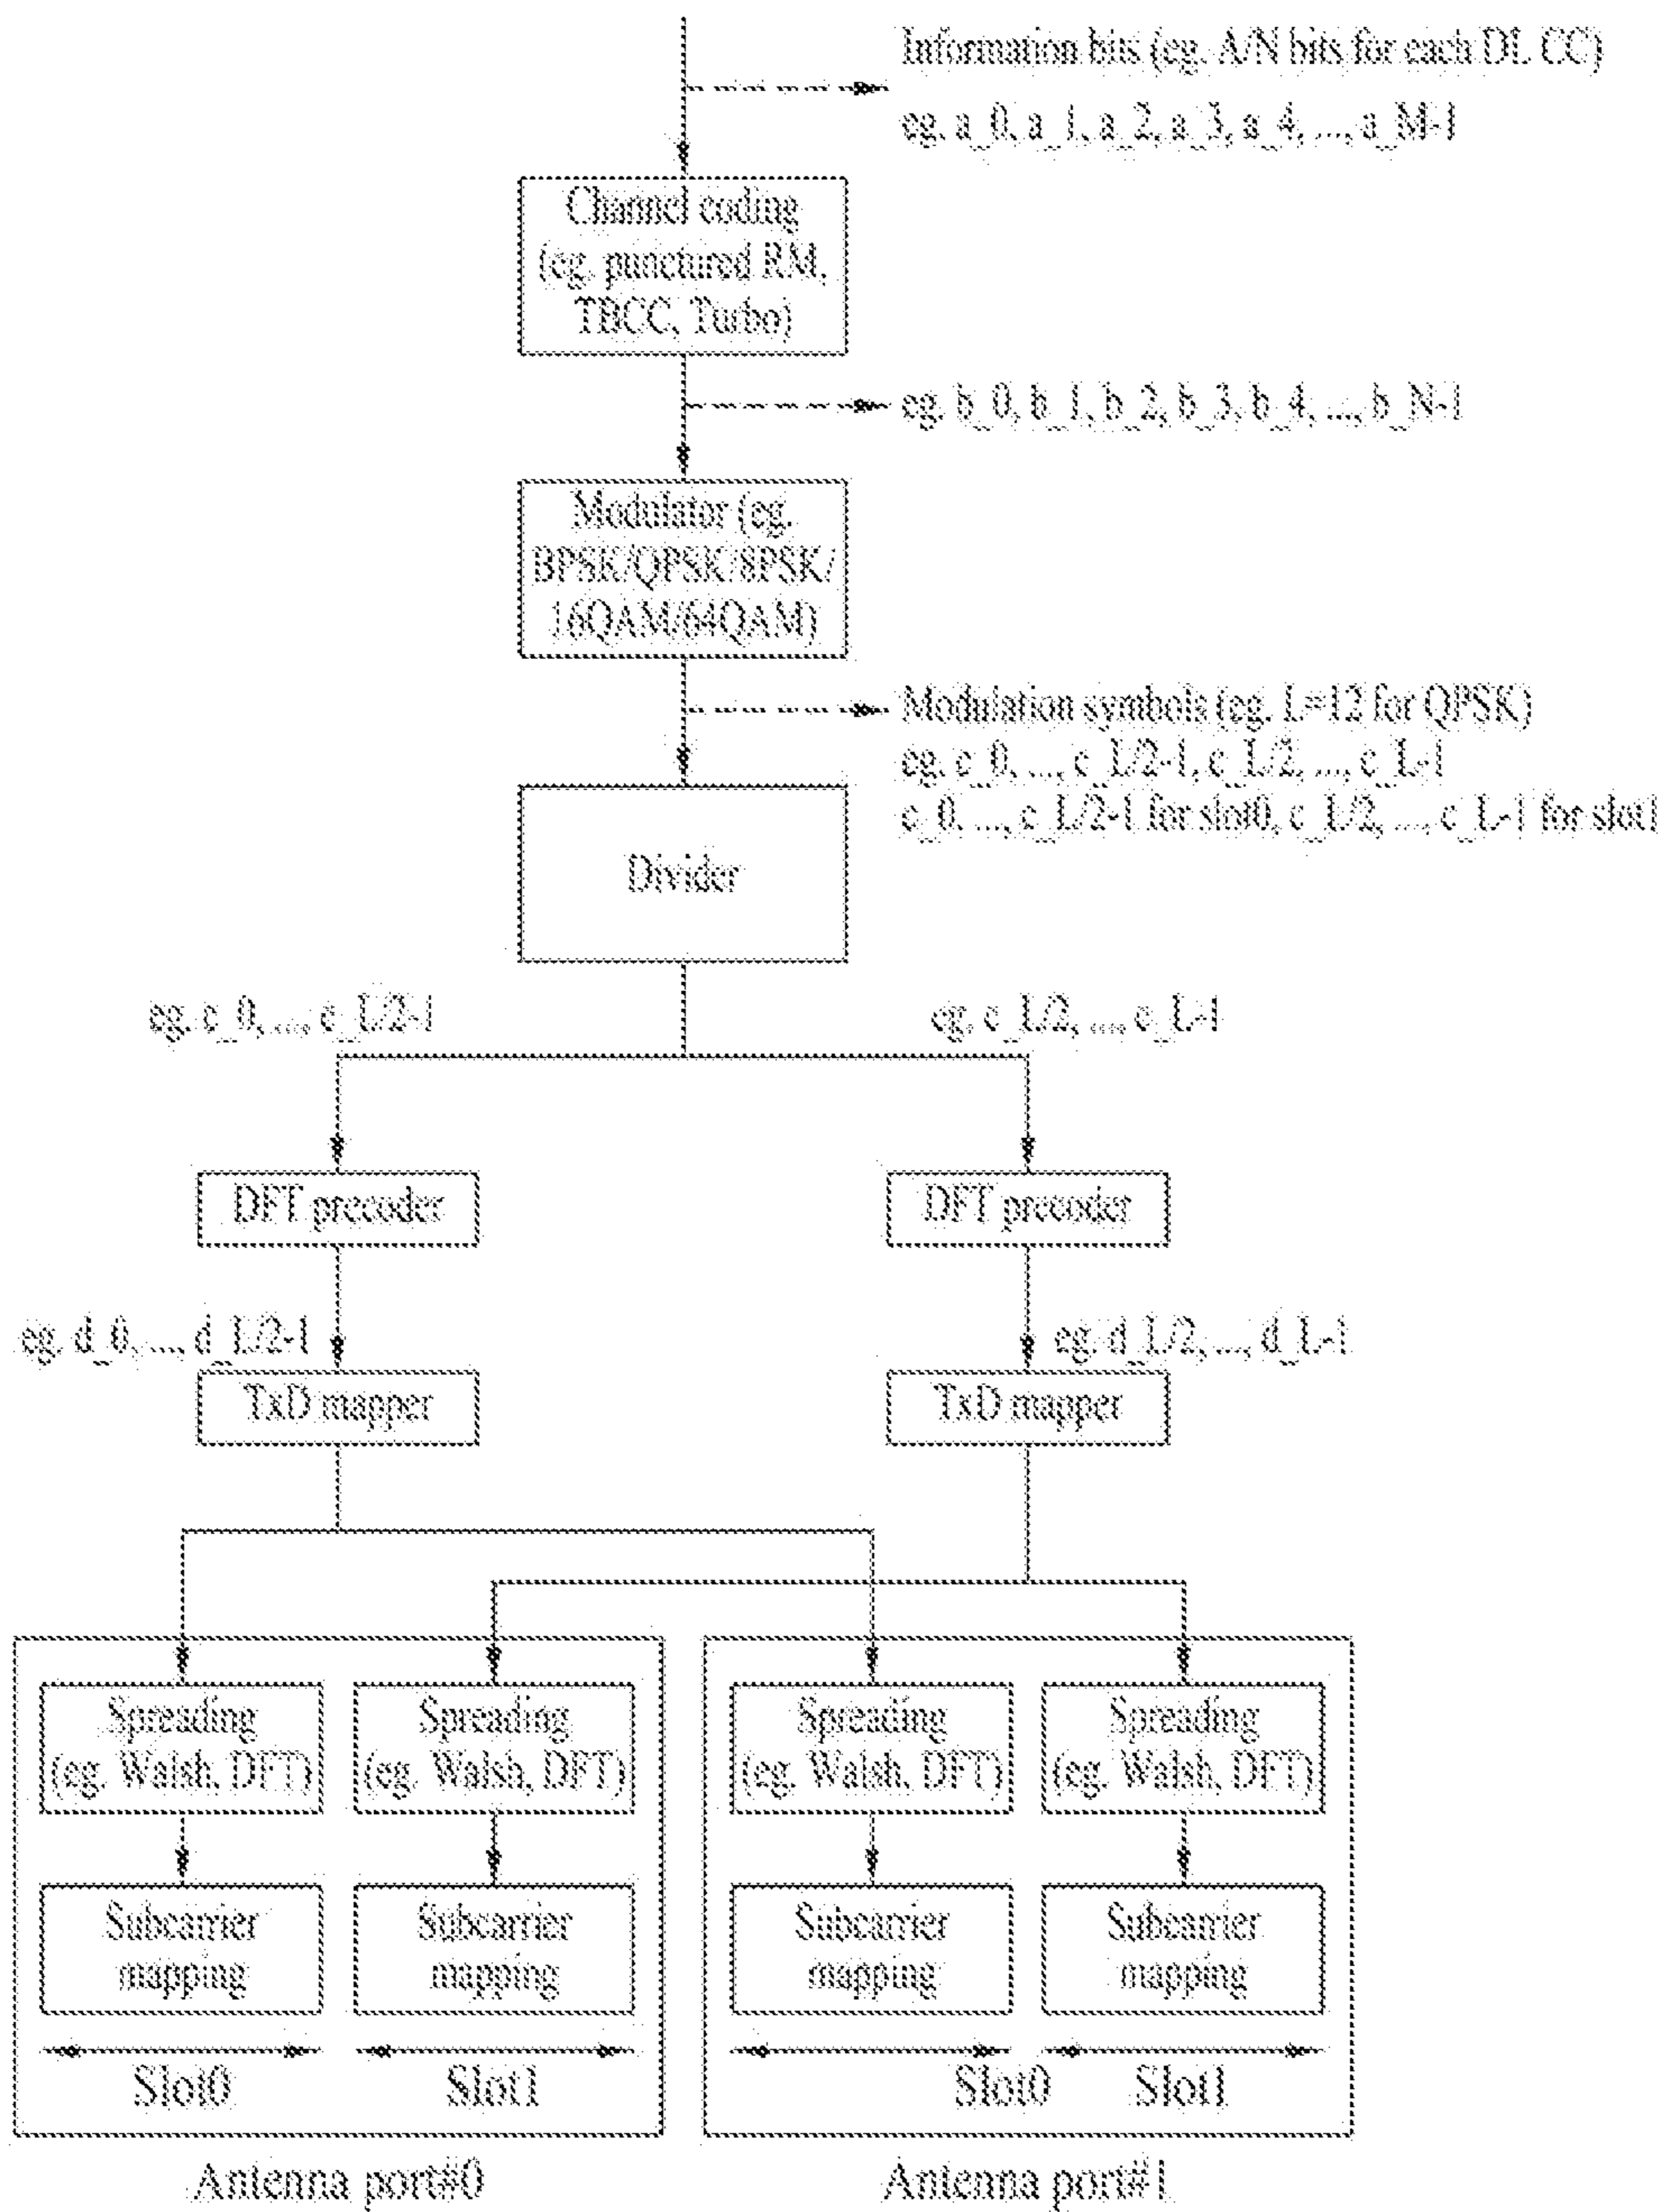 Information bits (eg. A/N bits for each DL CC)
eg. a_0, a_1, a_2, a_3, a_4, ..., a_M-1
Channel coding
(eg. punctured RM,
TBCC, Turbo)
eg. b_0, b_1, b_2, b_3, b_4, ..., b_N-1
Modulator (eg.
BPSK/QPSK/8PSK/
16QAM/64QAM)
Modulation symbols (eg. L=12 for QPSK)
eg. c_0, ..., c_L/2-1, c_L/2, ..., c_L-1
c_0, ..., c_L/2-1 for slot0, c_L/2, ..., c_L-1 for slot1
Divider
eg. c_0, ..., c_L/2-1
eg. c_L/2, ..., c_L-1
DFT precoder
DFT precoder
eg. d_0, ..., d_L/2-1
eg. d_L/2, ..., d_L-1
TxD mapper
TxD mapper
Spreading
(eg. Walsh, DFT)
Spreading
(eg. Walsh, DFT)
Spreading
(eg. Walsh, DFT)
Spreading
(eg. Walsh, DFT)
Subcarrier
mapping
Subcarrier
mapping
Subcarrier
mapping
Subcarrier
mapping
Slot0
Slot1
Slot0
Slot1
Antenna port#0
Antenna port#1